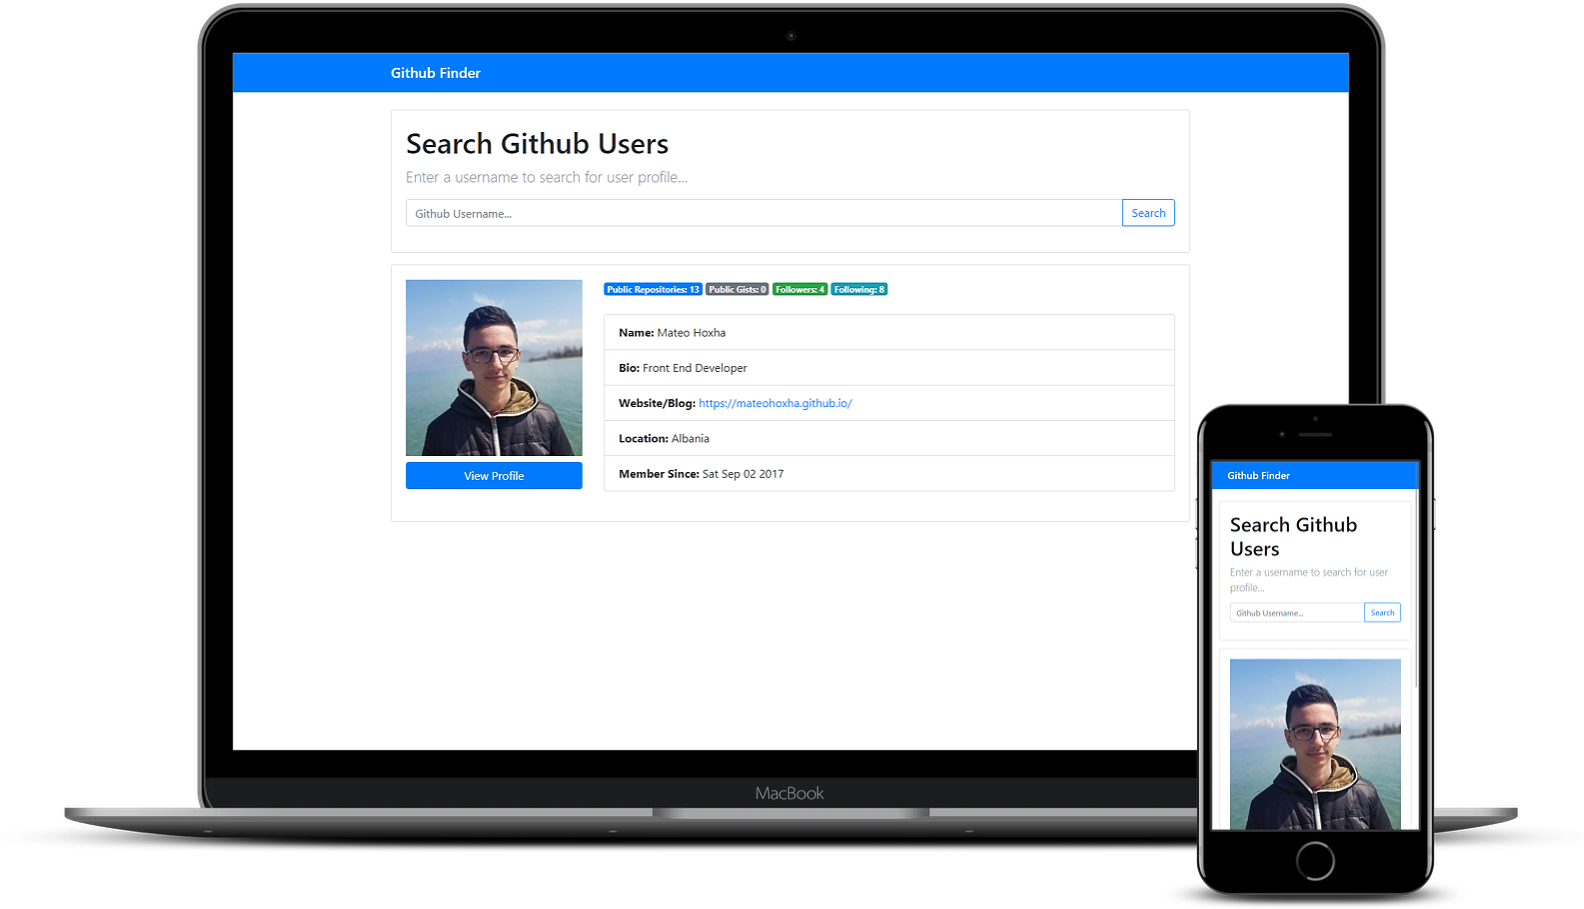 Github Finder
Search Github Users
Enter a username to search for user profile...
Github Username...
Search
Public Repositories: 13 Public Gists: 0 Followers: 4 Following: 8
Name: Mateo Hoxha
Bio: Front End Developer
Website/Blog: https://mateohoxha.github.io/
Location: Albania
Member Since: Sat Sep 02 2017
View Profile
MacBook
Github Finder
Search Github
Users
Enter a username to search for user
profile...
Github Username...
Search